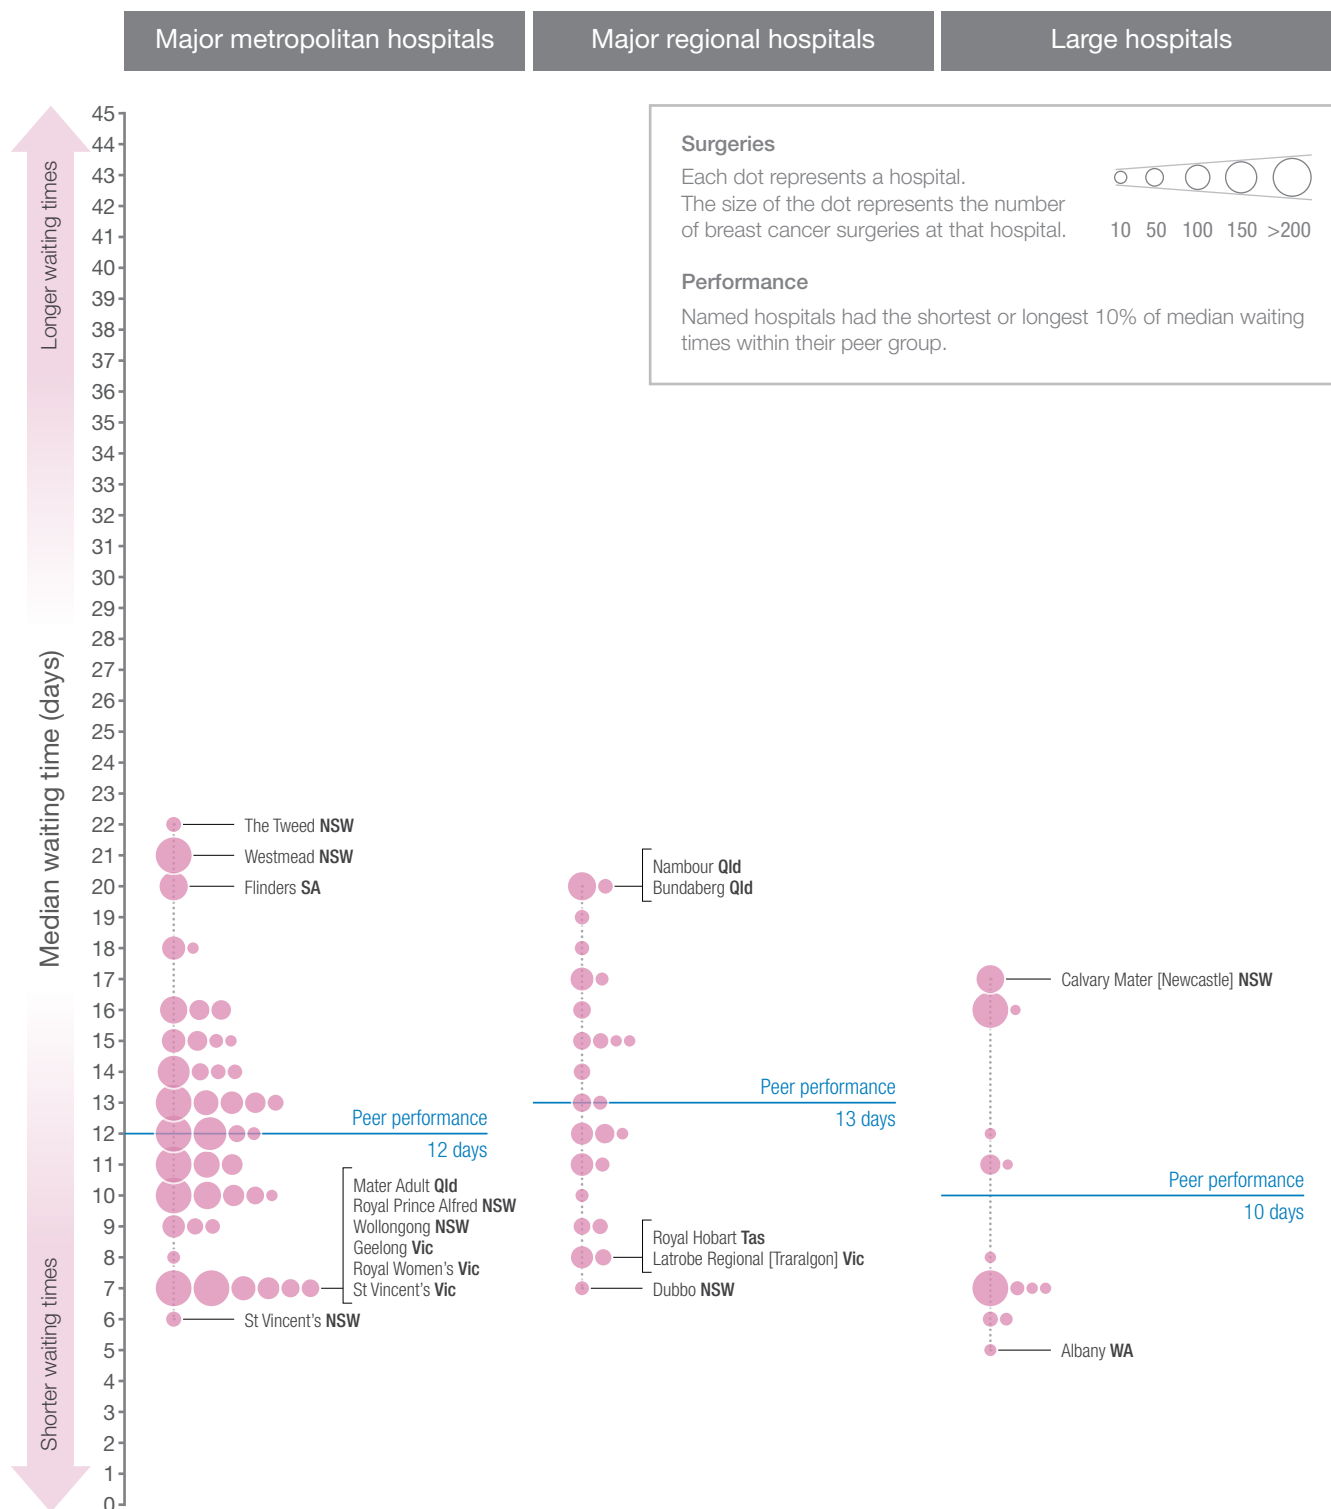 Major metropolitan hospitals
Major regional hospitals
Large hospitals
Surgeries
Each dot represents a hospital.
The size of the dot represents the number
of breast cancer surgeries at that hospital.
10 50 100 150 >200
Performance
Named hospitals had the shortest or longest 10% of median waiting
times within their peer group.
Longer waiting times
Median waiting time (days)
Shorter waiting times
45
44
43
42
41
40
39
38
37
36
35
34
33
32
31
30
29
28
27
26
25
24
23
22
21
20
19
18
17
16
15
14
13
12
11
10
9
8
7
6
5
4
3
2
1
0
The Tweed NSW
Westmead NSW
Flinders SA
Peer performance
12 days
Mater Adult Qld
Royal Prince Alfred NSW
Wollongong NSW
Geelong Vic
Royal Women's Vic
St Vincent's Vic
St Vincent's NSW
Nambour Qld
Bundaberg Qld
Peer performance
13 days
Royal Hobart Tas
Latrobe Regional [Traralgon] Vic
Dubbo NSW
Calvary Mater [Newcastle] NSW
Peer performance
10 days
Albany WA